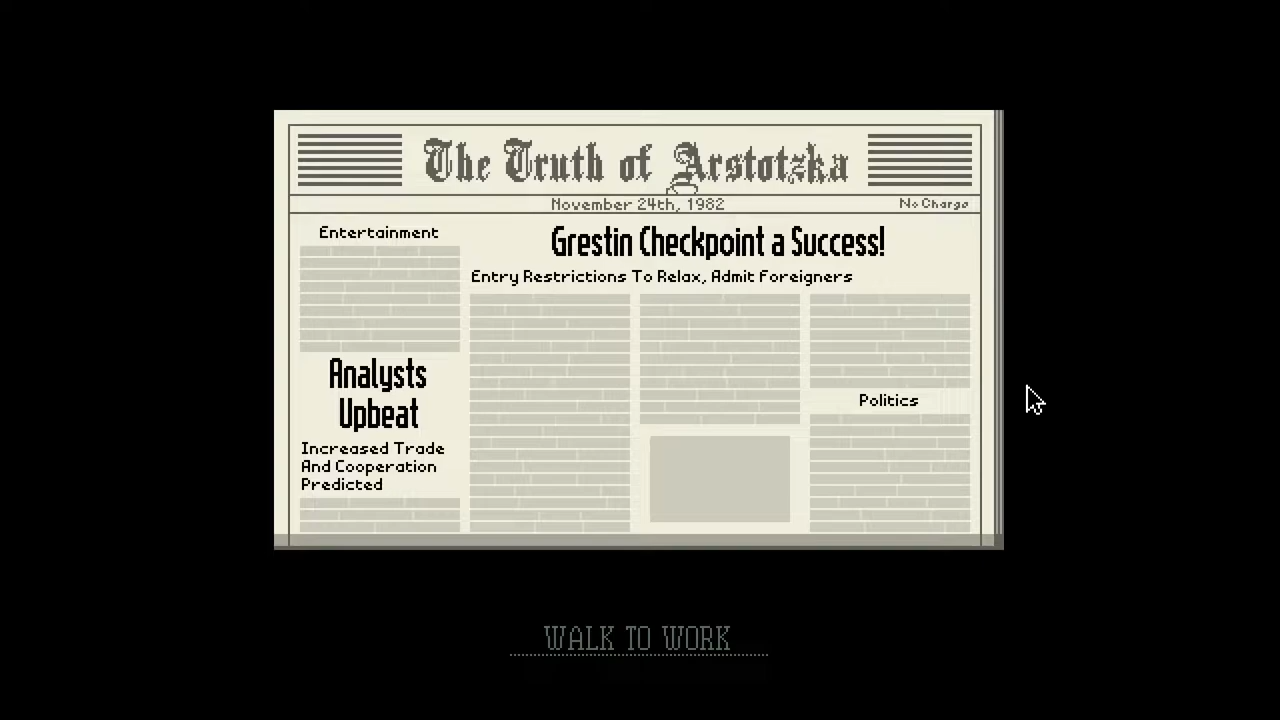 The Truth of Arstotzka
November 24th, 1982
No Charge
Entertainment
Analysts
Upbeat
Increased Trade
And Cooperation
Predicted
Grestin Checkpoint a Success!
Entry Restrictions To Relax, Admit Foreigners
Politics
WALK TO WORK